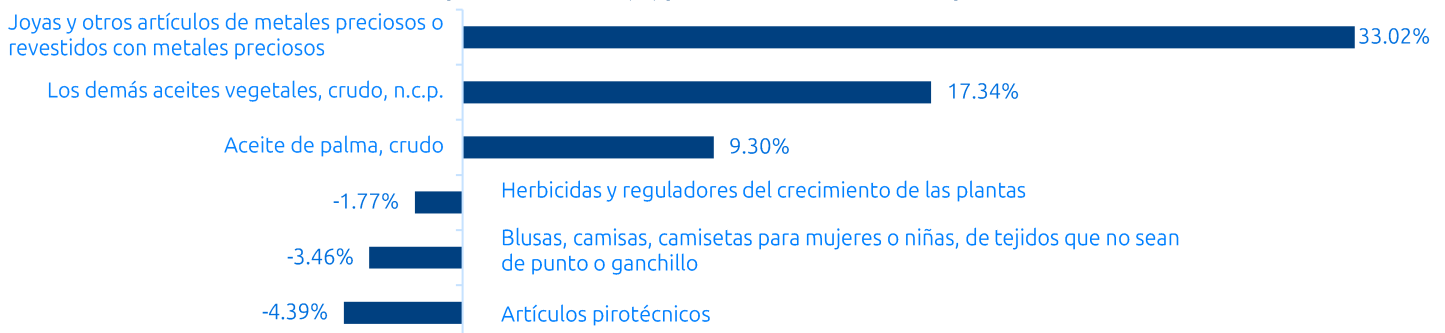 Joyas y otros artículos de metales preciosos o
revestidos con metales preciosos
33.02%
Los demás aceites vegetales, crudo, n.c.p.
17.34%
Aceite de palma, crudo
9.30%
-1.77%
Herbicidas y reguladores del crecimiento de las plantas
-3.46%
Blusas, camisas, camisetas para mujeres o niñas, de tejidos que no sean
de punto o ganchillo
-4.39%
Artículos pirotécnicos